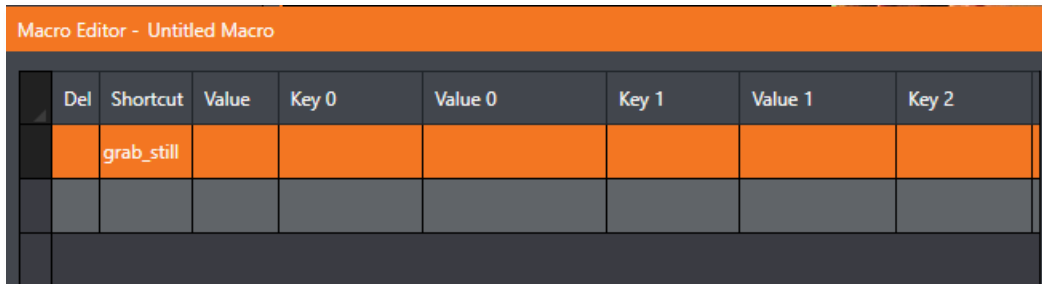 Macro Editor - Untitled Macro
Del Shortcut Value Key 0 Value 0 Key 1 Value 1 Key 2
grab_still